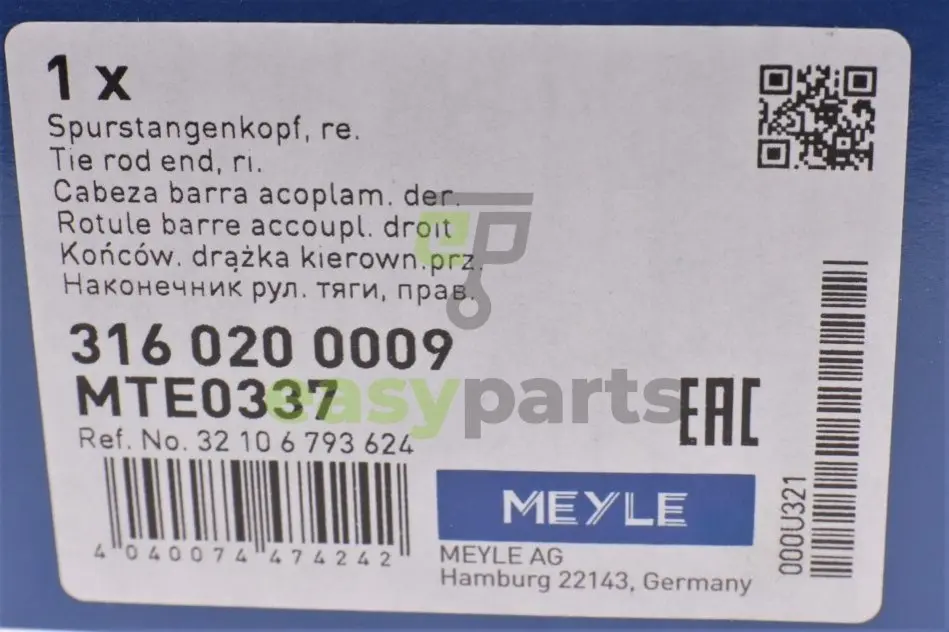 1 x
Spurstangenkopf, re.
Tie rod end, ri.
Cabeza barra acoplam. der.
Rotule barre accoupl. droit
Końców. drążka kierown.prz.
Наконечник рул. тяги, прав.
316 020 0009
MTE0337
easyparts
EAC
Ref. No. 32 10 6 793 624
4 040074 474242
MEYLE
MEYLE AG
Hamburg 22143, Germany
000U321
ep